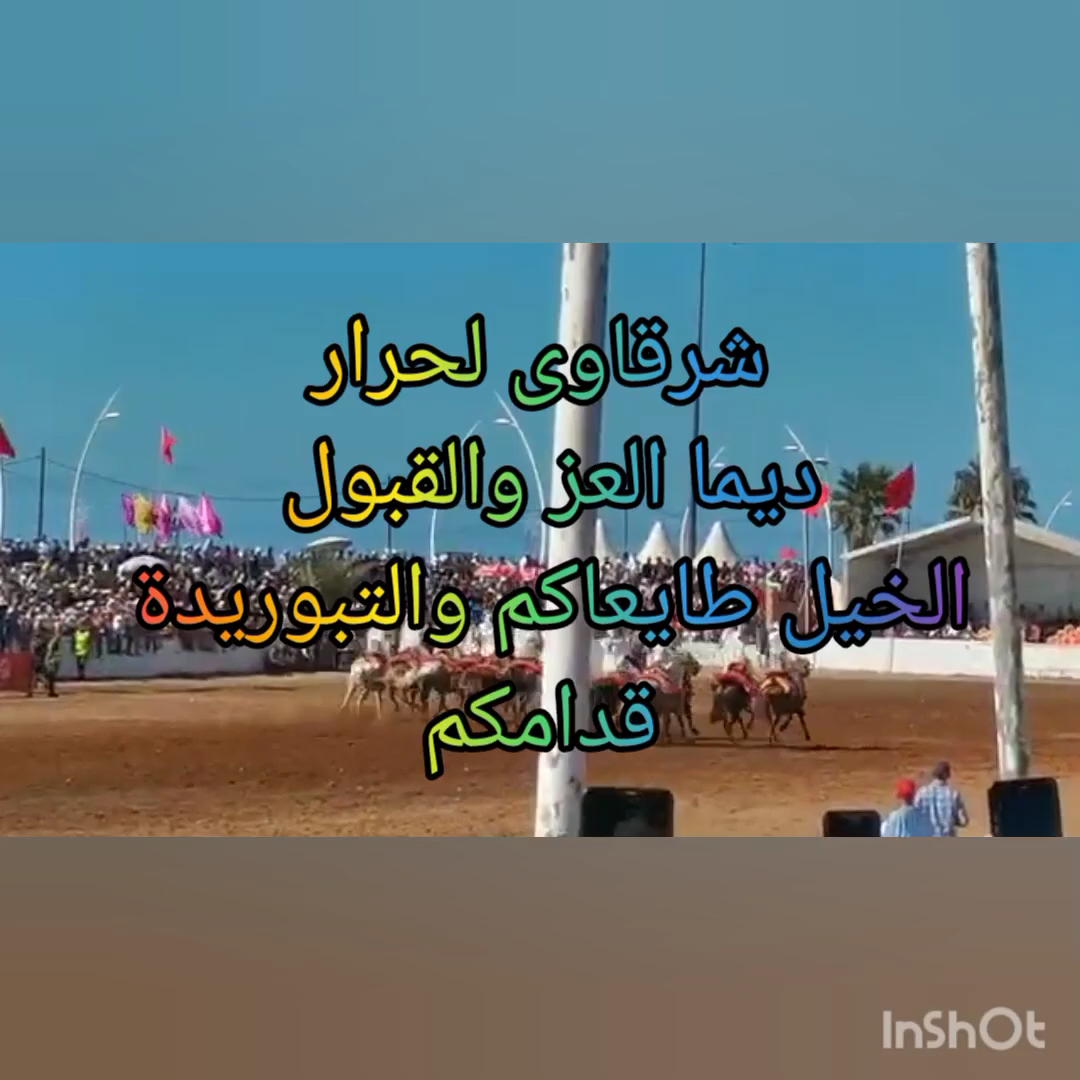 شرقاوى لحرار
ديما العز والقبول
الخيل طايعاكم والتبوريدة
قدامكم
InShOt